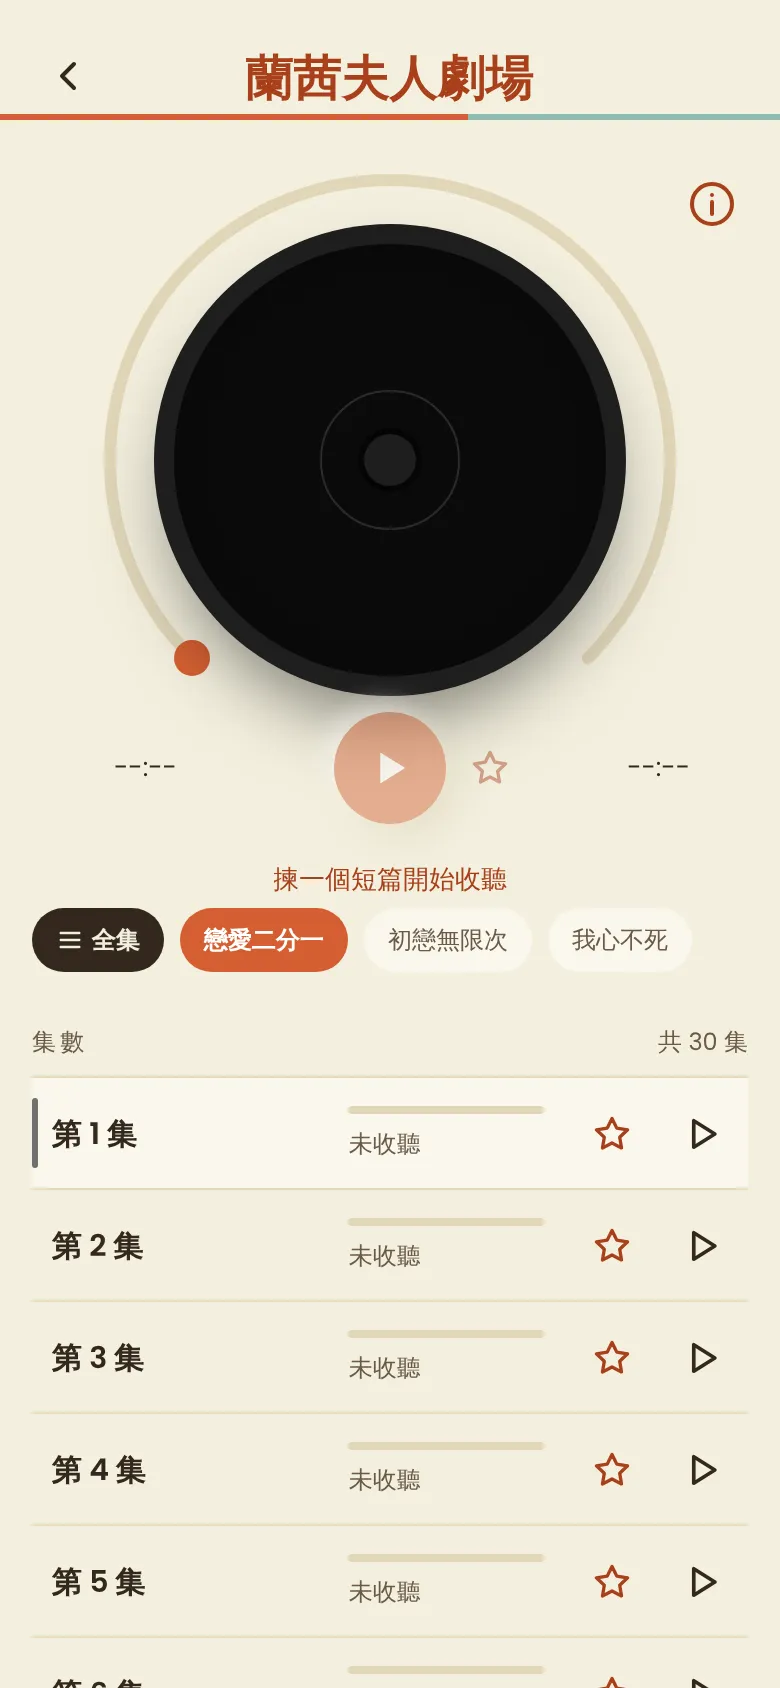 蘭茜夫人劇場
--:--
--:--
揀一個短篇開始收聽
全集 戀愛二分一 初戀無限次 我心不死
集數 共 30 集
第 1 集 未收聽
第 2 集 未收聽
第 3 集 未收聽
第 4 集 未收聽
第 5 集 未收聽